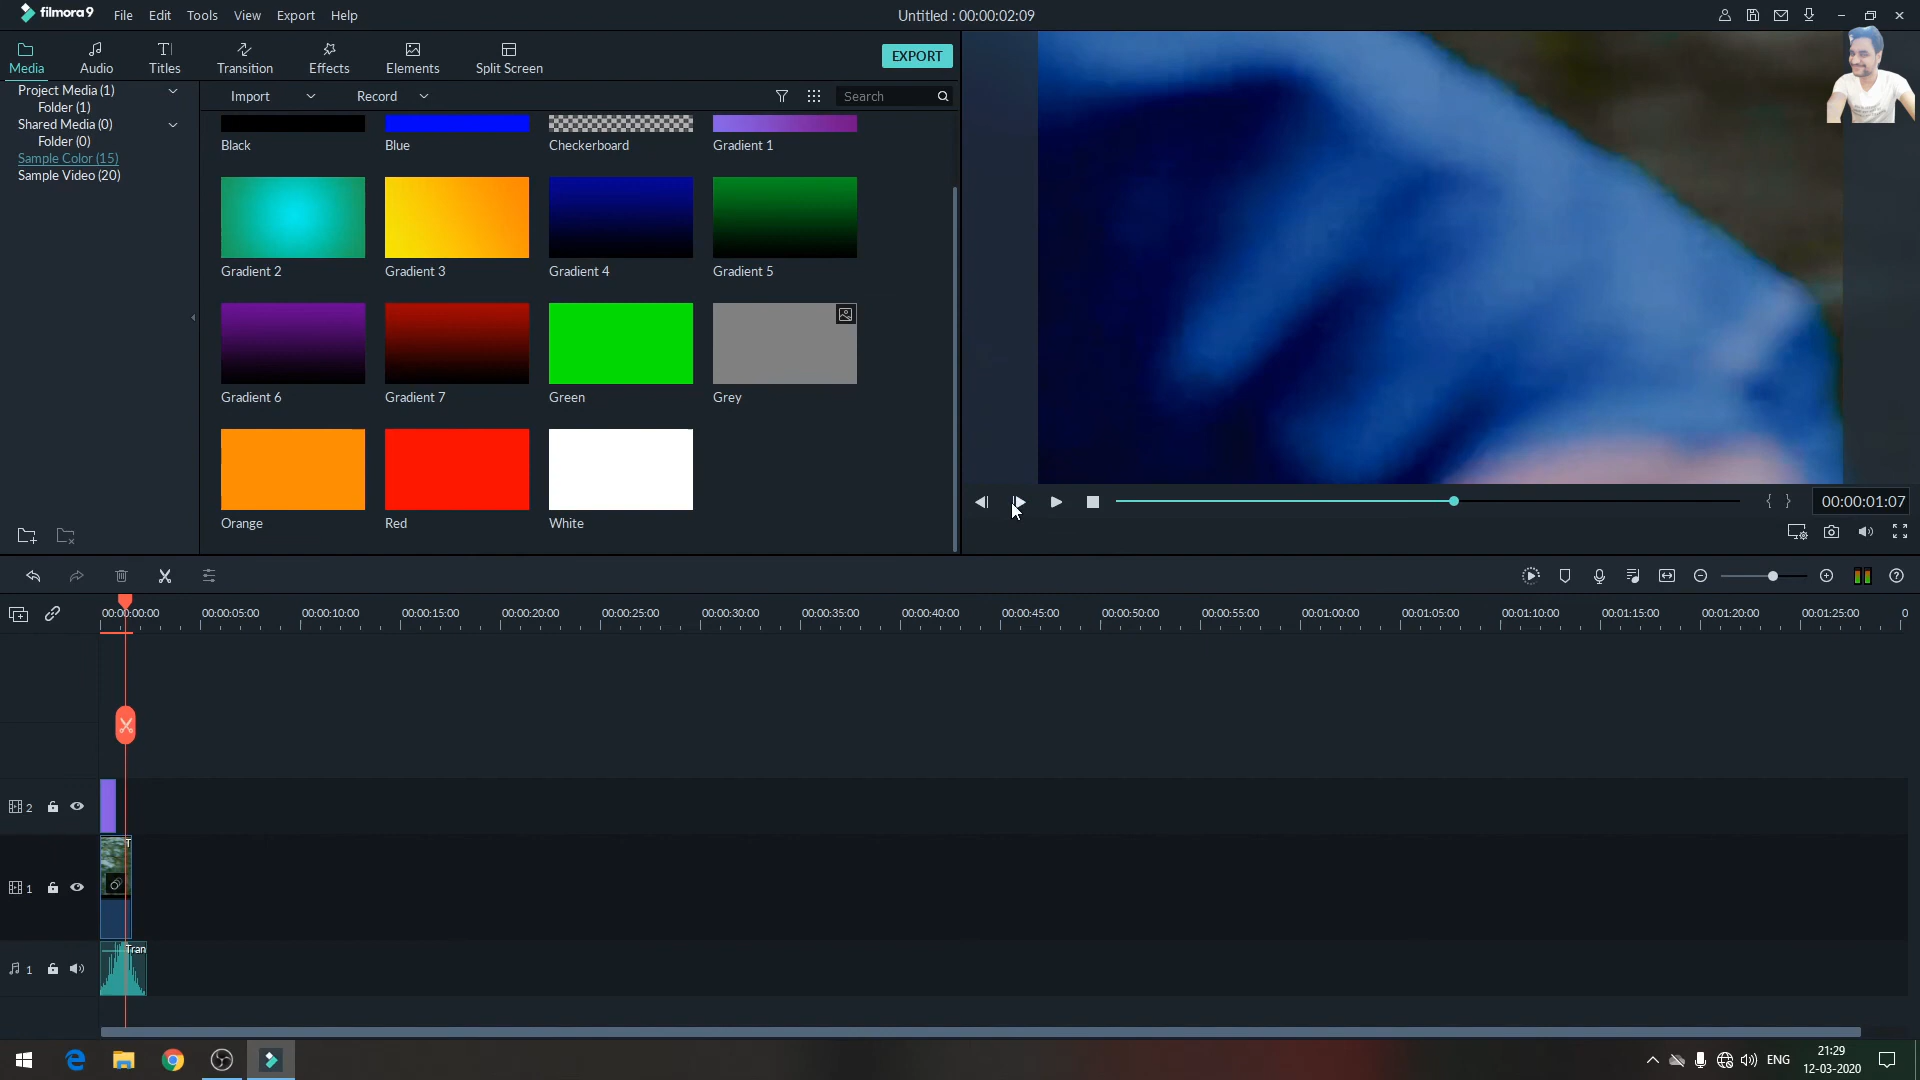 filmora9 File Edit Tools View Export Help Untitled : 00:00:02:09
Media Audio Titles Transition Effects Elements Split Screen EXPORT
Project Media (1)
Folder (1)
Shared Media (0)
Folder (0)
Sample Color (15)
Sample Video (20)
Import Record Search
Black Blue Checkerboard Gradient 1
Gradient 2 Gradient 3 Gradient 4 Gradient 5
Gradient 6 Gradient 7 Green Grey
Orange Red White
00:00:01:07
00:00:00:00 00:00:05:00 00:00:10:00 00:00:15:00 00:00:20:00 00:00:25:00 00:00:30:00 00:00:35:00 00:00:40:00 00:00:45:00 00:00:50:00 00:00:55:00 00:01:00:00 00:01:05:00 00:01:10:00 00:01:15:00 00:01:20:00 00:01:25:00 0
2
T
1
Tran
1
ENG
21:29
12-03-2020